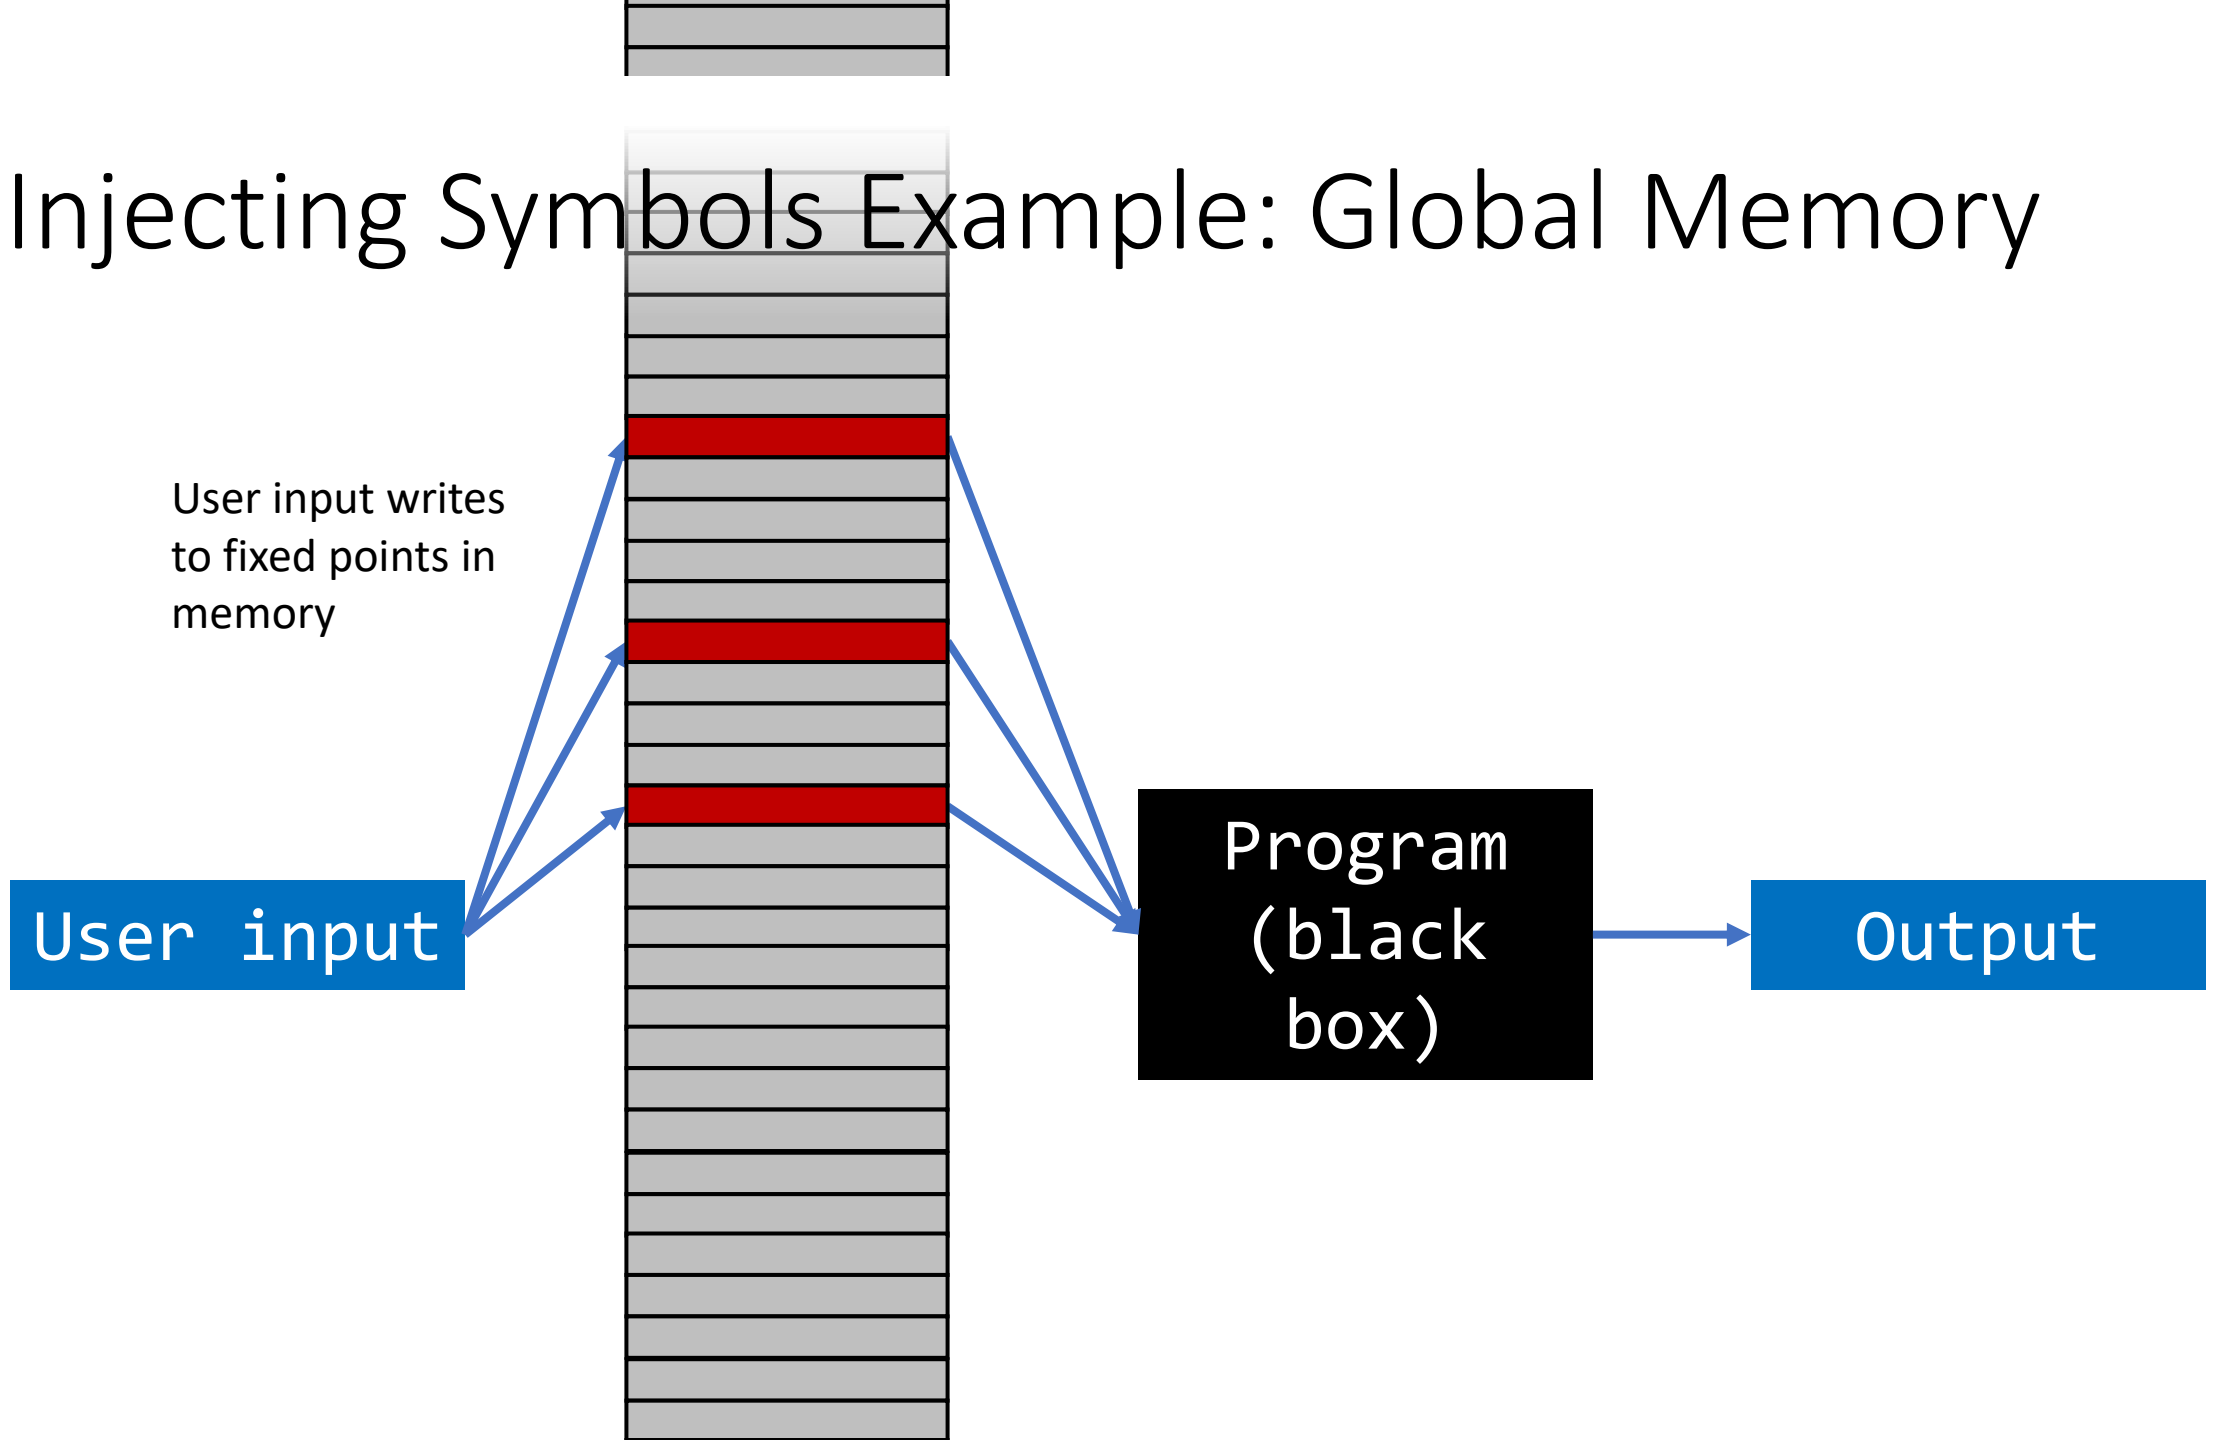 Injecting Symbols Example: Global Memory
User input writes
to fixed points in
memory
User input
Program
(black
box)
Output